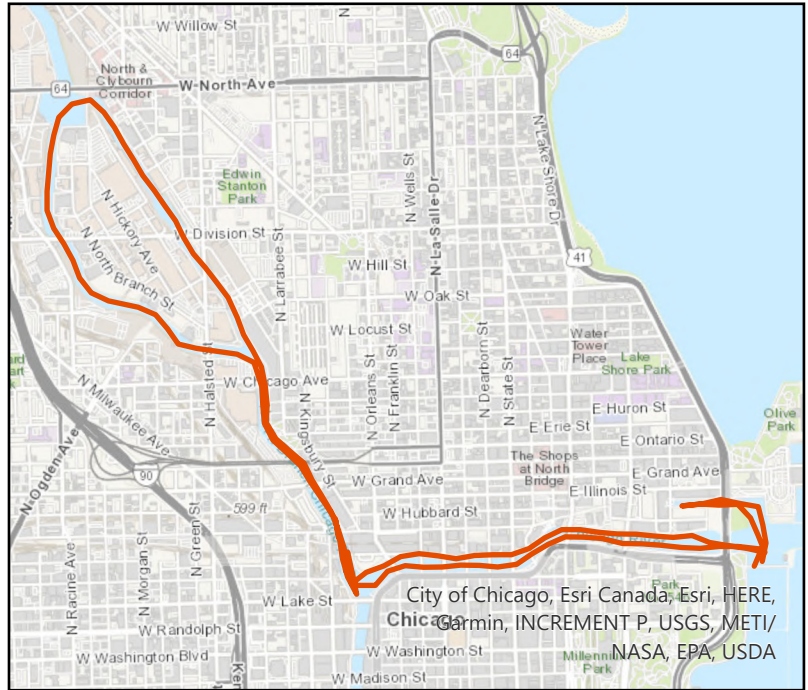 W Willow St
N
64
North &
Clybourn
Corridor
W North Ave
64
N Lake Shore Dr
Edwin
Stanton
Park
N Wells St
N La Salle Dr
N Hickory Ave
W Division St
N Larrabee St
N North Branch St
W Hill St
41
W Oak St
W Locust St
Water
Tower
Place
Lake
Shore Park
N Halsted St
W Chicago Ave
N Orleans St
N Franklin St
N Dearborn St
N State St
N Milwaukee Ave
N Kingsbury St
E Huron St
Olive
Park
E Erie St
E Ontario St
The Shops
at North
Bridge
90
W Grand Ave
E Grand Ave
E Illinois St
N Ogden Ave
599 ft
W Hubbard St
N Racine Ave
N Morgan St
N Green St
W Lake St
Park
Chicago
City of Chicago, Esri Canada, Esri, HERE,
Garmin, INCREMENT P, USGS, METI/
NASA, EPA, USDA
W Randolph St
W Washington Blvd
W Washington St
Park
W Madison St